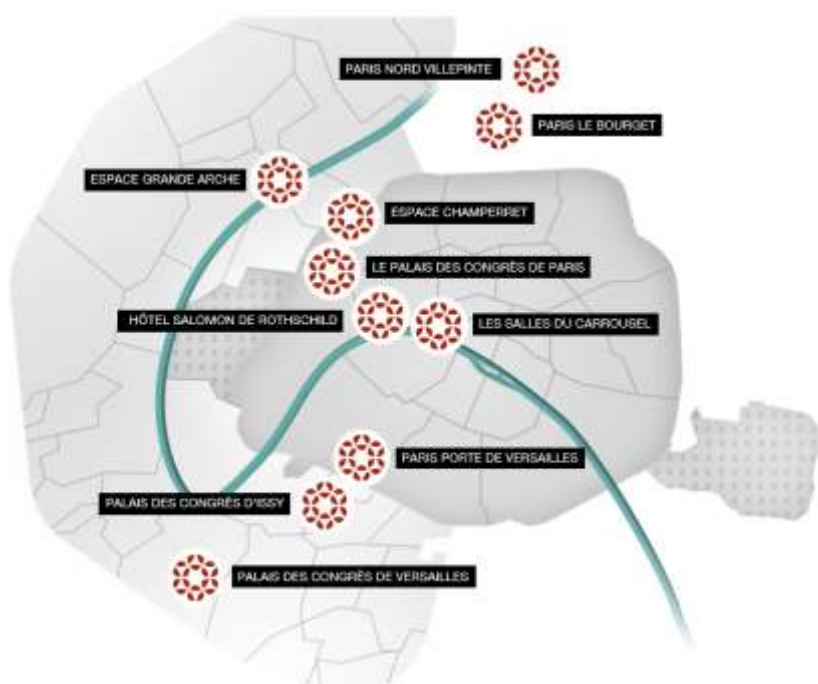 PARIS NORD VILLEPINTE
PARIS LE BOURGET
ESPACE GRANDE ARCHE
ESPACE CHAMPERRET
LE PALAIS DES CONGRÈS DE PARIS
HÔTEL SALOMON DE ROTHSCHILD
LES SALLES DU CARROUSEL
PARIS PORTE DE VERSAILLES
PALAIS DES CONGRÈS D'ISSY
PALAIS DES CONGRÈS DE VERSAILLES